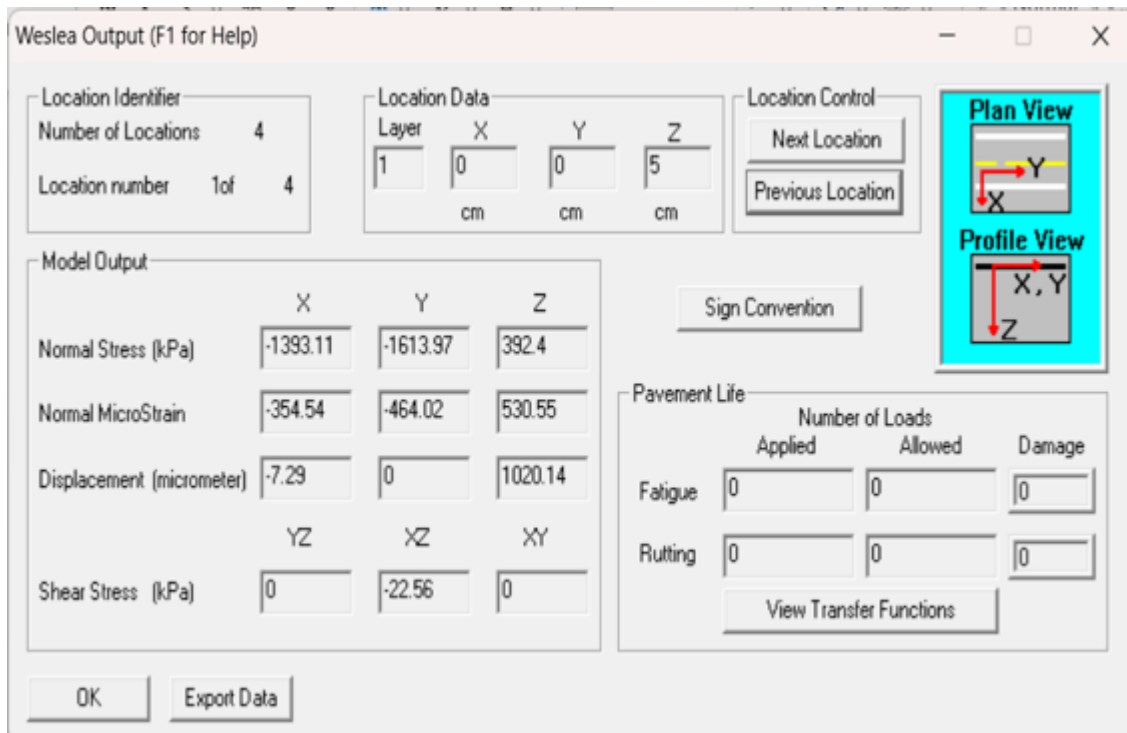 Weslea Output (F1 for Help)
Location Identifier
Number of Locations 4
Location number 1of 4
Location Data
Layer X Y Z
1 0 0 5
cm cm cm
Location Control
Next Location
Previous Location
Plan View
Y
X
Profile View
X, Y
Z
Model Output
X Y Z
Normal Stress (kPa) -1393.11 -1613.97 392.4
Normal MicroStrain -354.54 -464.02 530.55
Displacement (micrometer) -7.29 0 1020.14
YZ XZ XY
Shear Stress (kPa) 0 -22.56 0
Sign Convention
Pavement Life
Number of Loads
Applied Allowed Damage
Fatigue 0 0 0
Rutting 0 0 0
View Transfer Functions
OK Export Data